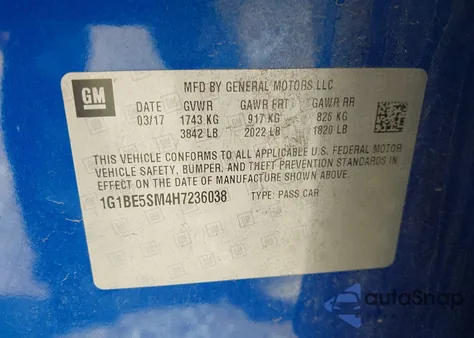 GM
MFD BY GENERAL MOTORS LLC
DATE GVWR GAWR FRT GAWR RR
03/17 1743 KG 917 KG 826 KG
3842 LB 2022 LB 1820 LB
THIS VEHICLE CONFORMS TO ALL APPLICABLE U.S. FEDERAL MOTOR
VEHICLE SAFETY, BUMPER, AND THEFT PREVENTION STANDARDS IN
EFFECT ON THE DATE OF MANUFACTURE SHOWN ABOVE.
1G1BE5SM4H7236038 TYPE: PASS CAR
autoSnap